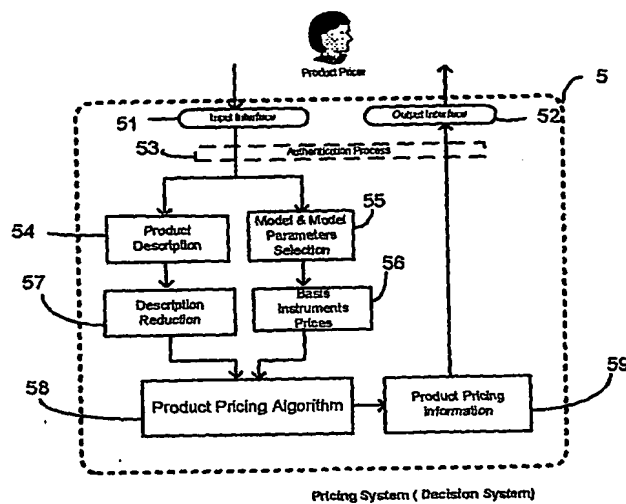 Product Pricer
5
51
Input Interface
Output Interface
52
53
Authentication Process
54
Product
Description
Model & Model
Parameters
Selection
55
57
Description
Reduction
Basis
Instruments
Prices
56
58
Product Pricing Algorithm
Product Pricing
Information
59
Pricing System ( Decision System)